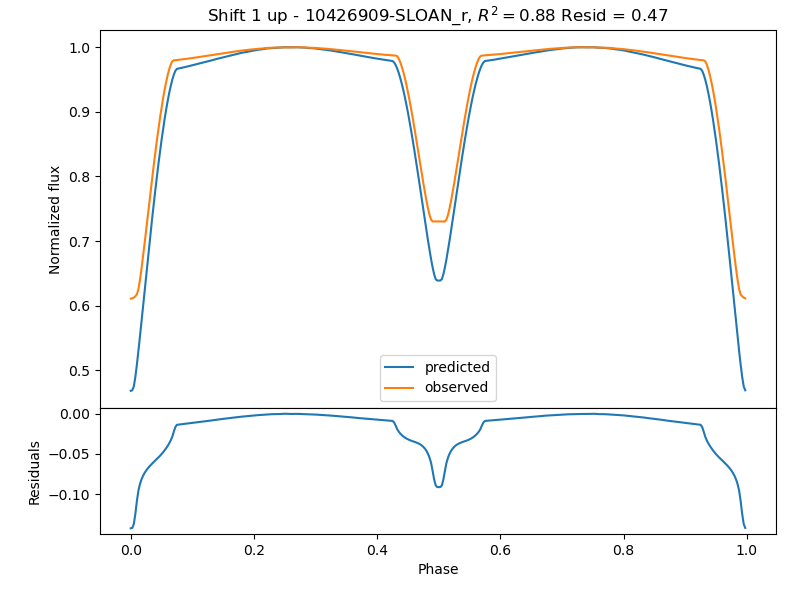 Shift 1 up - 10426909-SLOAN_r, R² = 0.88 Resid = 0.47
1.0
0.9
0.8
0.7
0.6
0.5
Normalized flux
predicted
observed
0.00
−0.05
−0.10
Residuals
0.0 0.2 0.4 0.6 0.8 1.0
Phase